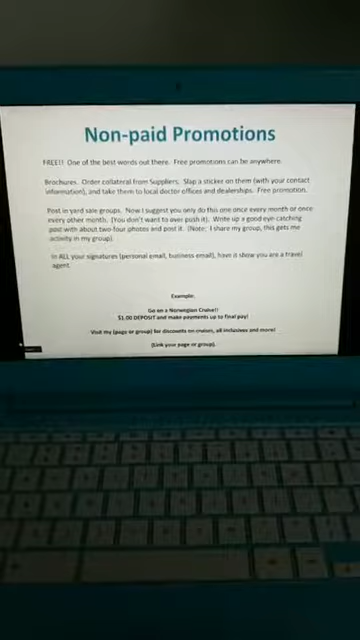 Non-paid Promotions
FREE!! One of the best words out there. Free promotions can be anywhere.
Brochures. Order collateral from Suppliers. Slap a sticker on them (with your contact
information), and take them to local doctor offices and dealerships. Free promotion.
Post in yard sale groups. Now I suggest you only do this one once every month or once
every other month. (You don't want to over push it). Write up a good eye-catching
post with about two-four photos and post it. (Note: I share my group, this gets me
activity in my group).
In ALL your signatures (personal email, business email), have it show you are a travel
agent.
Example:
Go on a Norwegian Cruise!!
$1.00 DEPOSIT and make payments up to final pay!
Visit my (page or group) for discounts on cruises, all inclusives and more!
(Link your page or group).